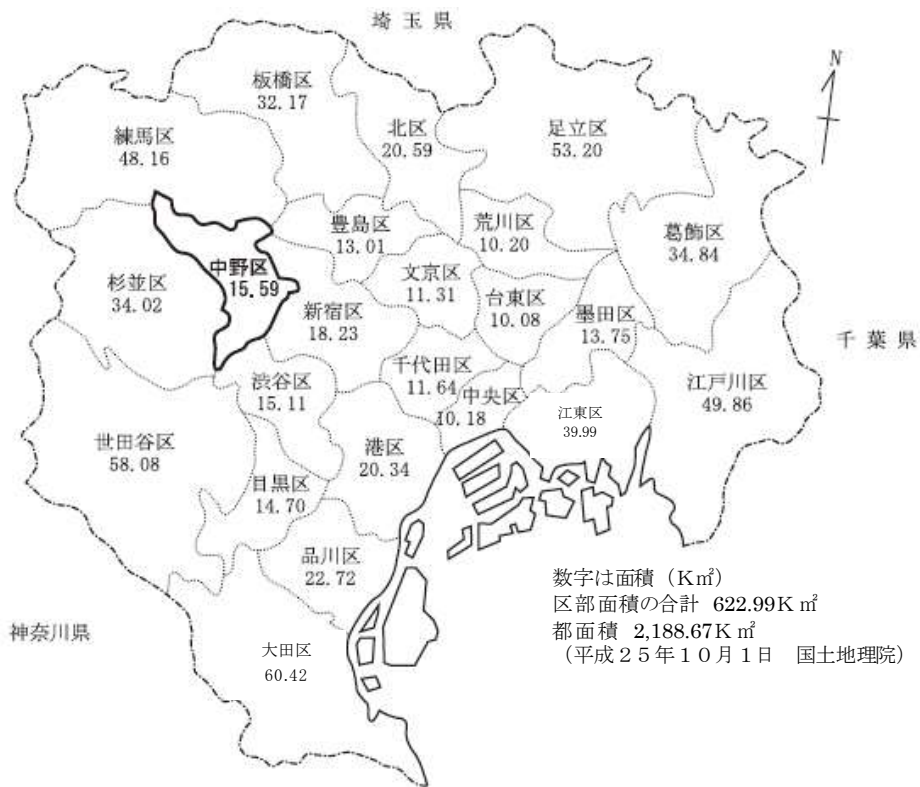 埼玉県
N
板橋区
32.17
北区
20.59
足立区
53.20
練馬区
48.16
豊島区
13.01
荒川区
10.20
葛飾区
34.84
中野区
15.59
文京区
11.31
台東区
10.08
杉並区
34.02
新宿区
18.23
墨田区
13.75
千葉県
千代田区
11.64
渋谷区
15.11
中央区
10.18
江東区
39.99
江戸川区
49.86
世田谷区
58.08
港区
20.34
目黒区
14.70
品川区
22.72
数字は面積（K㎡）
区部面積の合計 622.99K㎡
都面積 2,188.67K㎡
（平成２５年１０月１日 国土地理院）
神奈川県
大田区
60.42